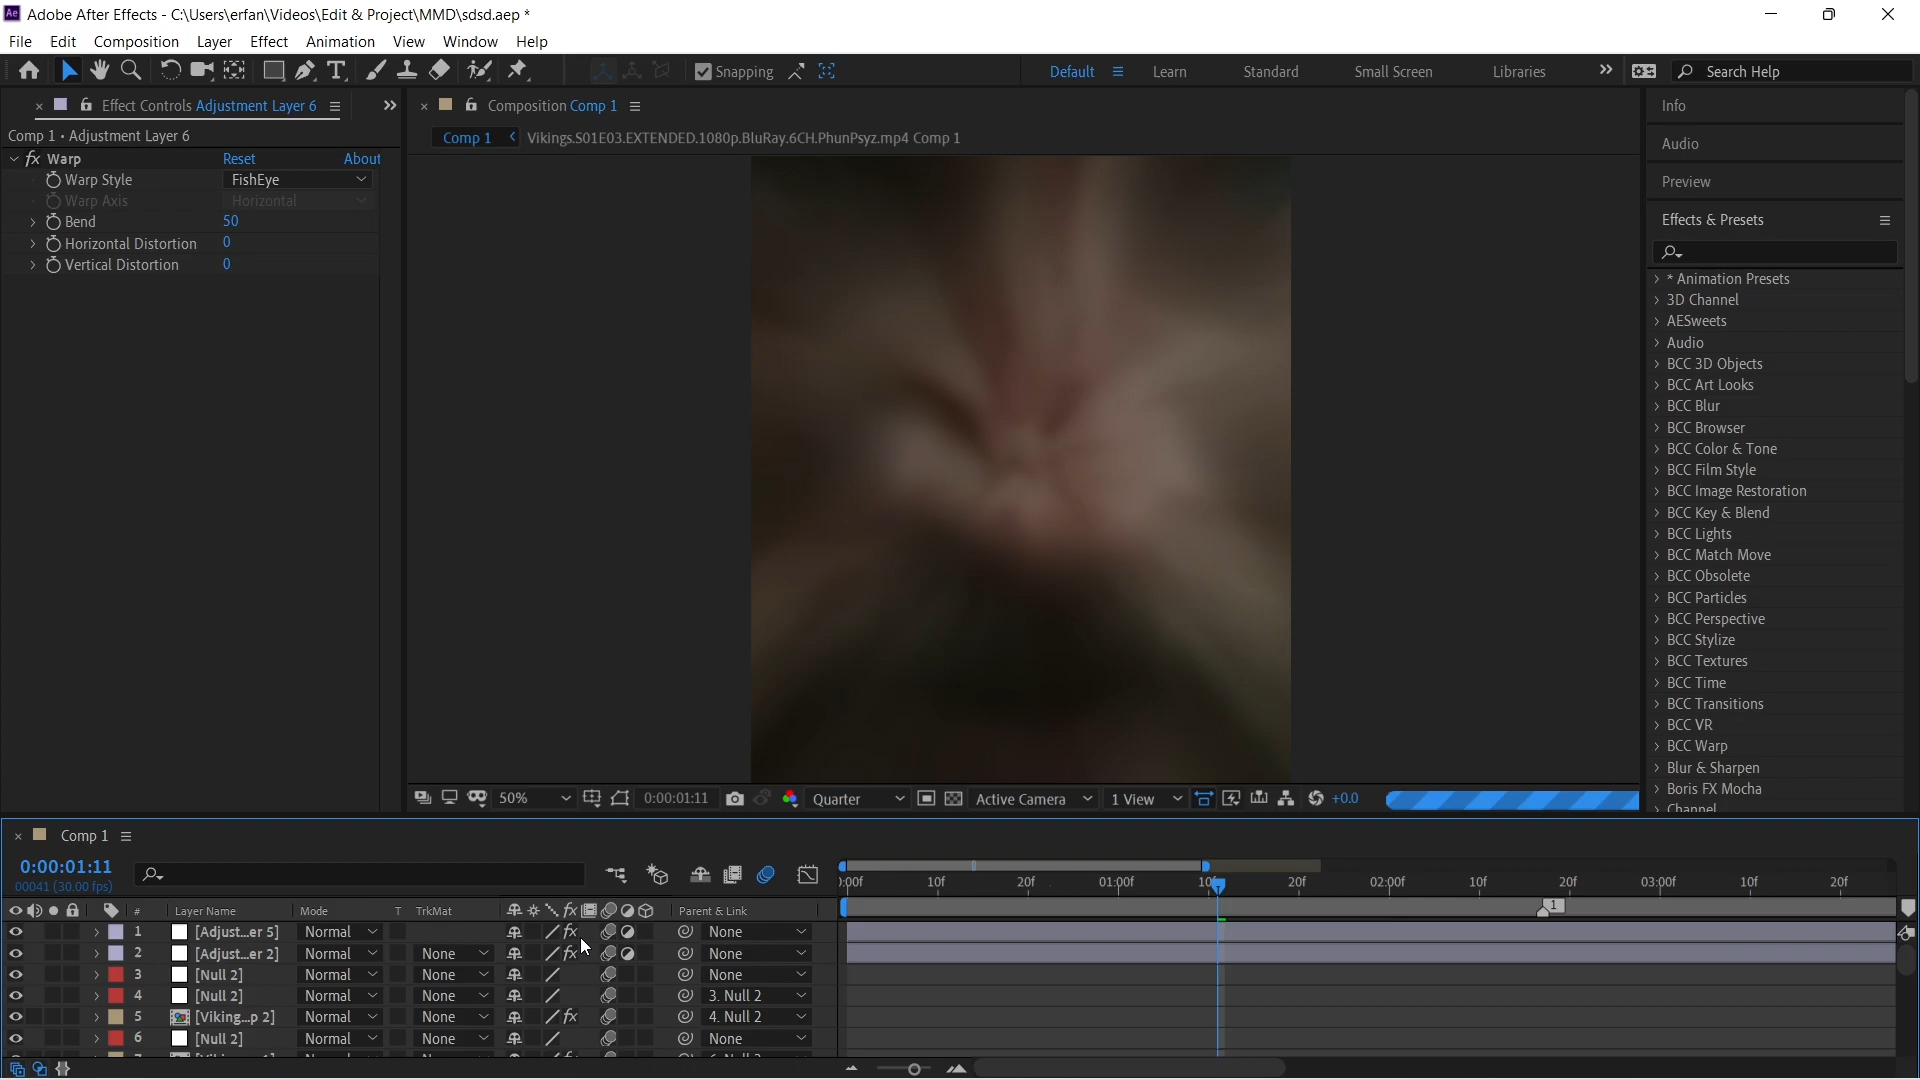 Adobe After Effects - C:\Users\erfan\Videos\Edit & Project\MMD\sdsd.aep *
File Edit Composition Layer Effect Animation View Window Help
Snapping Default Learn Standard Small Screen Libraries Search Help
Effect Controls Adjustment Layer 6
Composition Comp 1
Comp 1 • Adjustment Layer 6
Comp 1 Vikings.S01E03.EXTENDED.1080p.BluRay.6CH.PhunPsyz.mp4 Comp 1
fx Warp Reset About
Warp Style FishEye
Warp Axis Horizontal
Bend 50
Horizontal Distortion 0
Vertical Distortion 0
Info
Audio
Preview
Effects & Presets
* Animation Presets
3D Channel
AESweets
Audio
BCC 3D Objects
BCC Art Looks
BCC Blur
BCC Browser
BCC Color & Tone
BCC Film Style
BCC Image Restoration
BCC Key & Blend
BCC Lights
BCC Match Move
BCC Obsolete
BCC Particles
BCC Perspective
BCC Stylize
BCC Textures
BCC Time
BCC Transitions
BCC VR
BCC Warp
Blur & Sharpen
Boris FX Mocha
Channel
50% 0:00:01:11 Quarter Active Camera 1 View +0.0
Comp 1
0:00:01:11
00041 (30.00 fps)
:00f 10f 20f 01:00f 10f 20f 02:00f 10f 20f 03:00f 10f 20f
# Layer Name Mode T TrkMat fx Parent & Link
1
1 [Adjust...er 5] Normal fx None
2 [Adjust...er 2] Normal None fx None
3 [Null 2] Normal None None
4 [Null 2] Normal None 3. Null 2
5 [Viking...p 2] Normal None fx 4. Null 2
6 [Null 2] Normal None None